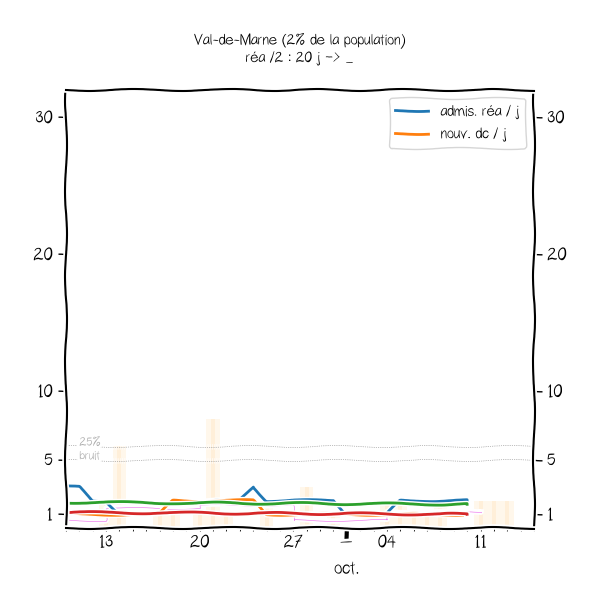 Val-de-Marne (2% de la population)
réa /2 : 20 j -> _
admis. réa / j
nouv. dc / j
30 30
20 20
10 10
25%
bruit
5 5
1 1
13 20 27 1 04 11
oct.